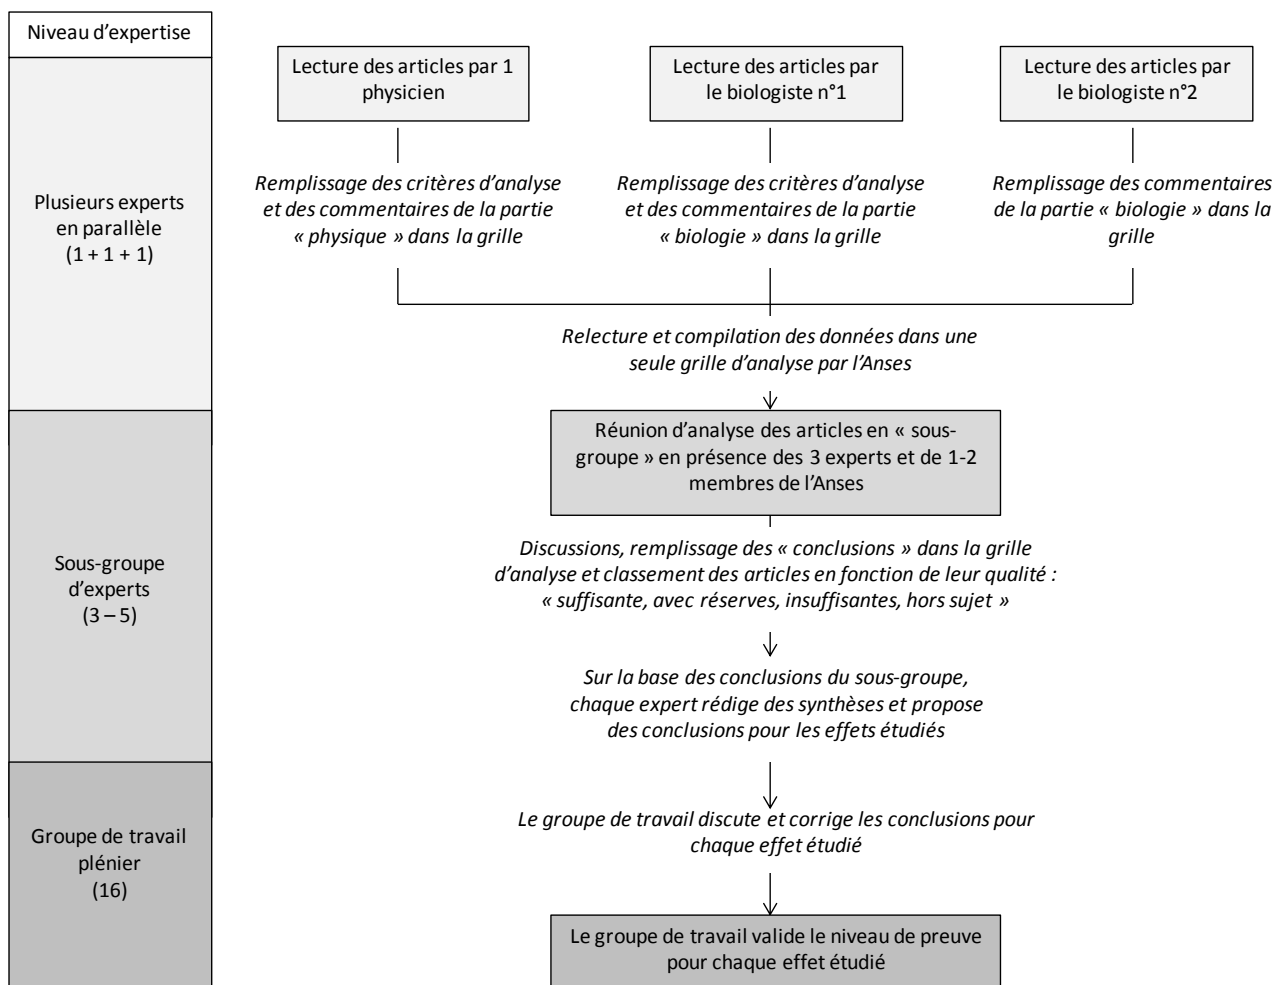 Niveau d'expertise
Lecture des articles par 1
physicien
Lecture des articles par
le biologiste n°1
Lecture des articles par
le biologiste n°2
Plusieurs experts
en parallèle
(1 + 1 + 1)
Remplissage des critères d'analyse
et des commentaires de la partie
« physique » dans la grille
Remplissage des critères d'analyse
et des commentaires de la partie
« biologie » dans la grille
Remplissage des commentaires
de la partie « biologie » dans la
grille
Relecture et compilation des données dans une
seule grille d'analyse par l'Anses
Sous-groupe
d'experts
(3 – 5)
Réunion d'analyse des articles en « sous-
groupe » en présence des 3 experts et de 1-2
membres de l'Anses
Discussions, remplissage des « conclusions » dans la grille
d'analyse et classement des articles en fonction de leur qualité :
« suffisante, avec réserves, insuffisantes, hors sujet »
Sur la base des conclusions du sous-groupe,
chaque expert rédige des synthèses et propose
des conclusions pour les effets étudiés
Groupe de travail
plénier
(16)
Le groupe de travail discute et corrige les conclusions pour
chaque effet étudié
Le groupe de travail valide le niveau de preuve
pour chaque effet étudié